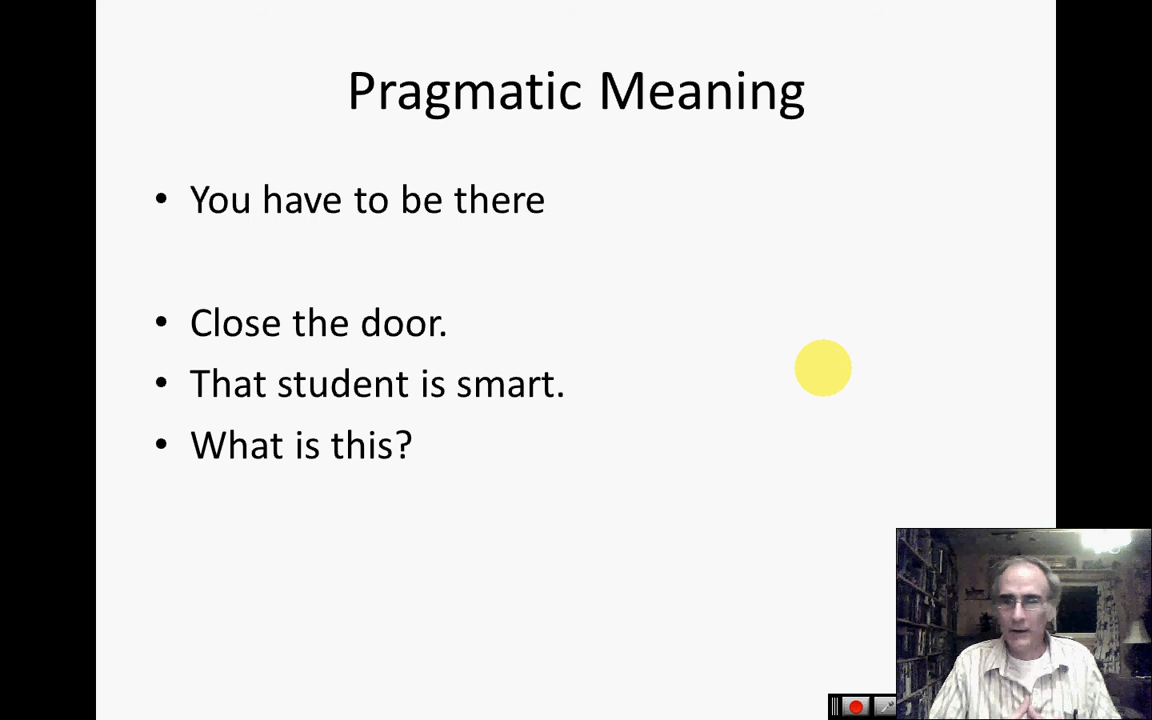 Pragmatic Meaning
• You have to be there
• Close the door.
• That student is smart.
• What is this?